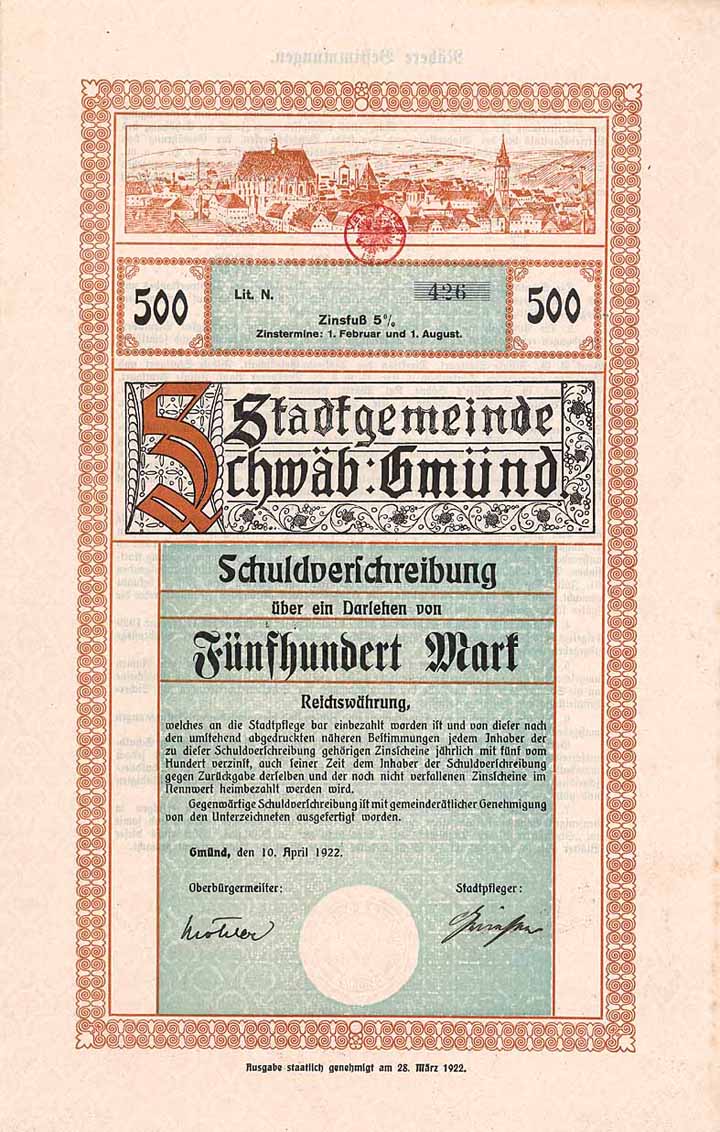 500
Lit. N.
426
500
Zinsfuß 5%
Zinstermine: 1. Februar und 1. August.
Stadtgemeinde
Schwäb: Gmünd.
Schuldverschreibung
über ein Darlehen von
Fünfhundert Mark
Reichswährung,
welches an die Stadtpflege bar einbezahlt worden ist und von dieser nach
den umstehend abgedruckten näheren Bestimmungen jedem Inhaber der
zu dieser Schuldverschreibung gehörigen Zinscheine jährlich mit fünf vom
Hundert verzinst, auch seiner Zeit dem Inhaber der Schuldverschreibung
gegen Zurückgabe derselben und der noch nicht verfallenen Zinscheine im
Nennwert heimbezahlt werden wird.
Gegenwärtige Schuldverschreibung ist mit gemeinderätlicher Genehmigung
von den Unterzeichneten ausgefertigt worden.
Gmünd, den 10. April 1922.
Oberbürgermeister:
Stadtpfleger:
Ausgabe staatlich genehmigt am 28. März 1922.